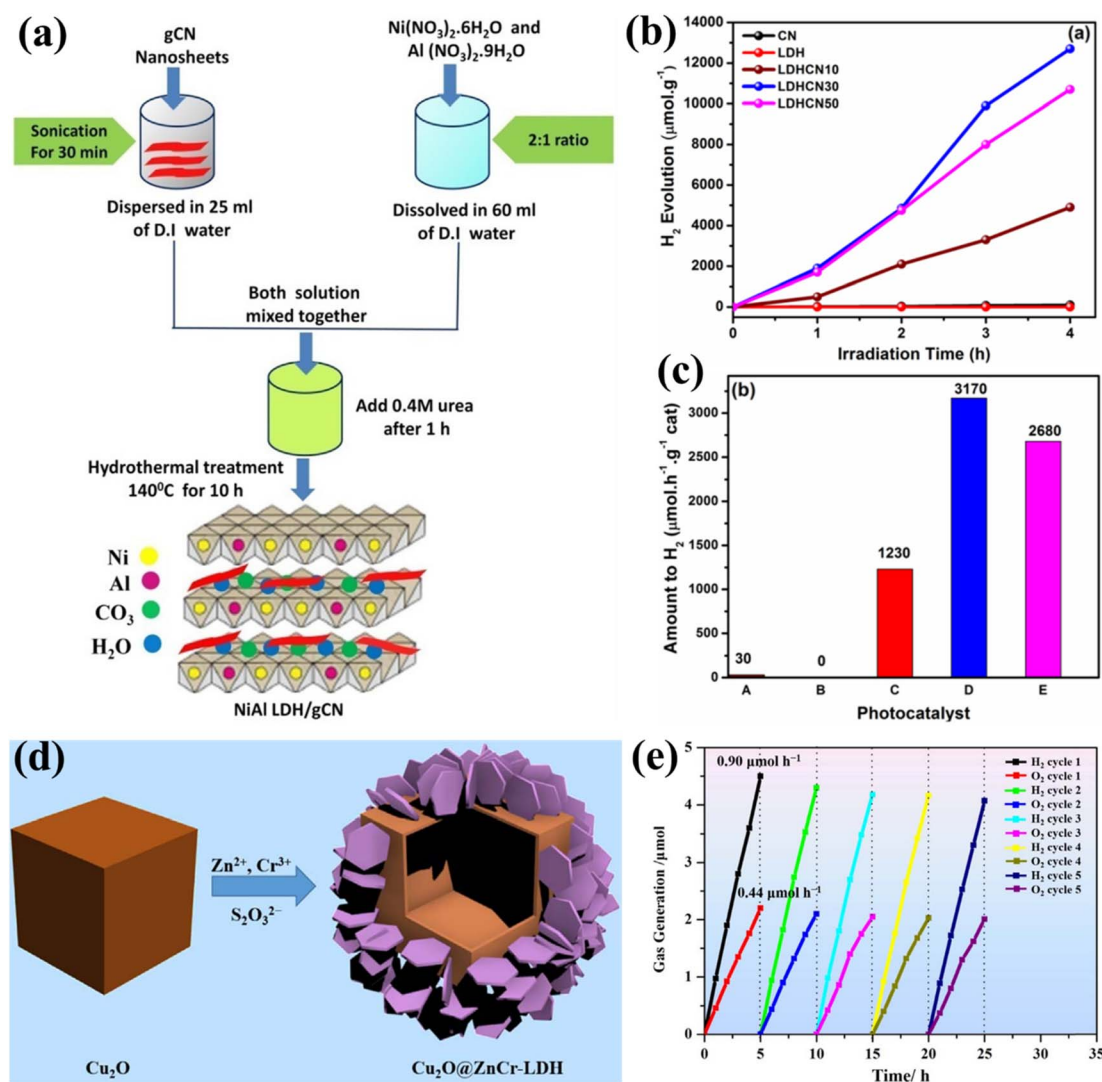 (a)
gCN
Nanosheets
Ni(NO₃)₂.6H₂O and
Al (NO₃)₂.9H₂O
Sonication
For 30 min
2:1 ratio
Dispersed in 25 ml
of D.I water
Dissolved in 60 ml
of D.I water
Both solution
mixed together
Add 0.4M urea
after 1 h
Hydrothermal treatment
140⁰C for 10 h
Ni
Al
CO₃
H₂O
NiAl LDH/gCN
(b)
(a)
CN
LDH
LDHCN10
LDHCN30
LDHCN50
H₂ Evolution (μmol.g⁻¹)
14000
12000
10000
8000
6000
4000
2000
0
0 1 2 3 4
Irradiation Time (h)
(c)
(b)
Amount to H₂ (μmol.h⁻¹.g⁻¹ cat)
3000
2500
2000
1500
1000
500
0
30
0
1230
3170
2680
A B C D E
Photocatalyst
(d)
Zn²⁺, Cr³⁺
S₂O₃²⁻
Cu₂O
Cu₂O@ZnCr-LDH
(e)
Gas Generation /μmol
5
4
3
2
1
0
0.90 μmol h⁻¹
0.44 μmol h⁻¹
H₂ cycle 1
O₂ cycle 1
H₂ cycle 2
O₂ cycle 2
H₂ cycle 3
O₂ cycle 3
H₂ cycle 4
O₂ cycle 4
H₂ cycle 5
O₂ cycle 5
0 5 10 15 20 25 30 35
Time/ h